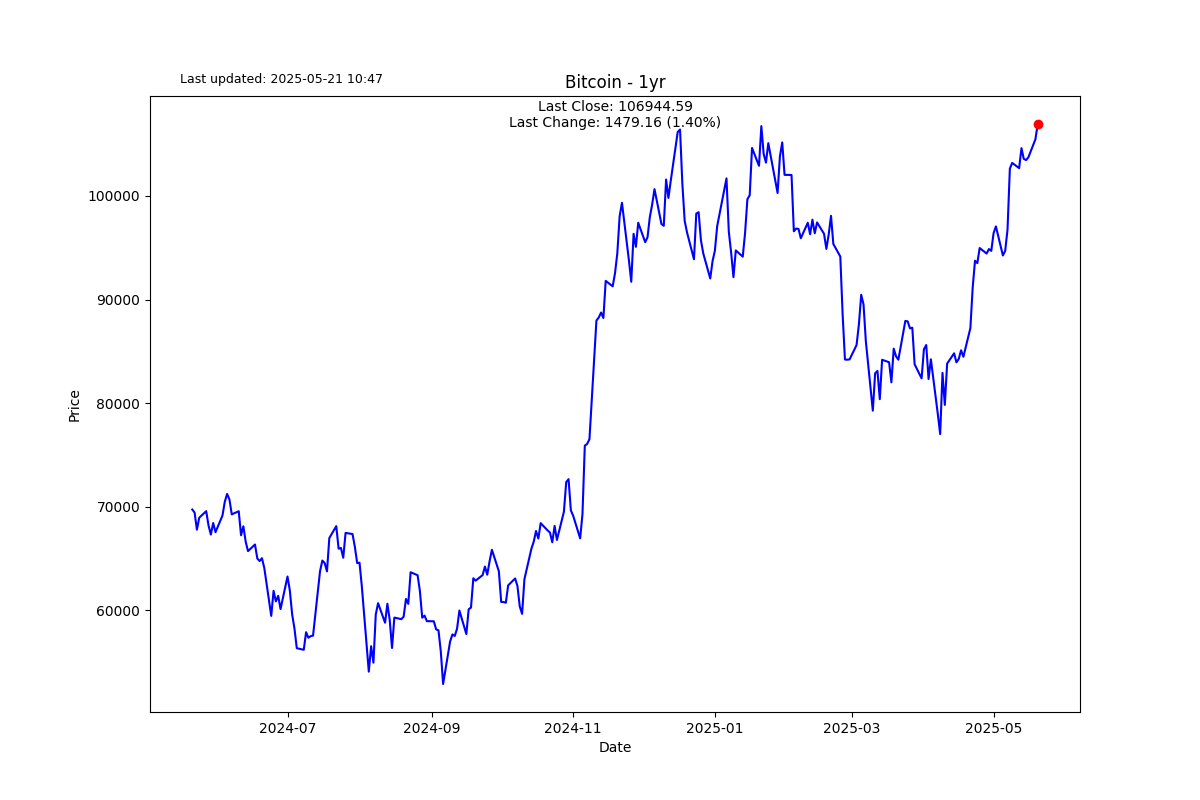 Last updated: 2025-05-21 10:47
Bitcoin - 1yr
Last Close: 106944.59
Last Change: 1479.16 (1.40%)
100000
90000
80000
70000
60000
Price
2024-07
2024-09
2024-11
2025-01
2025-03
2025-05
Date